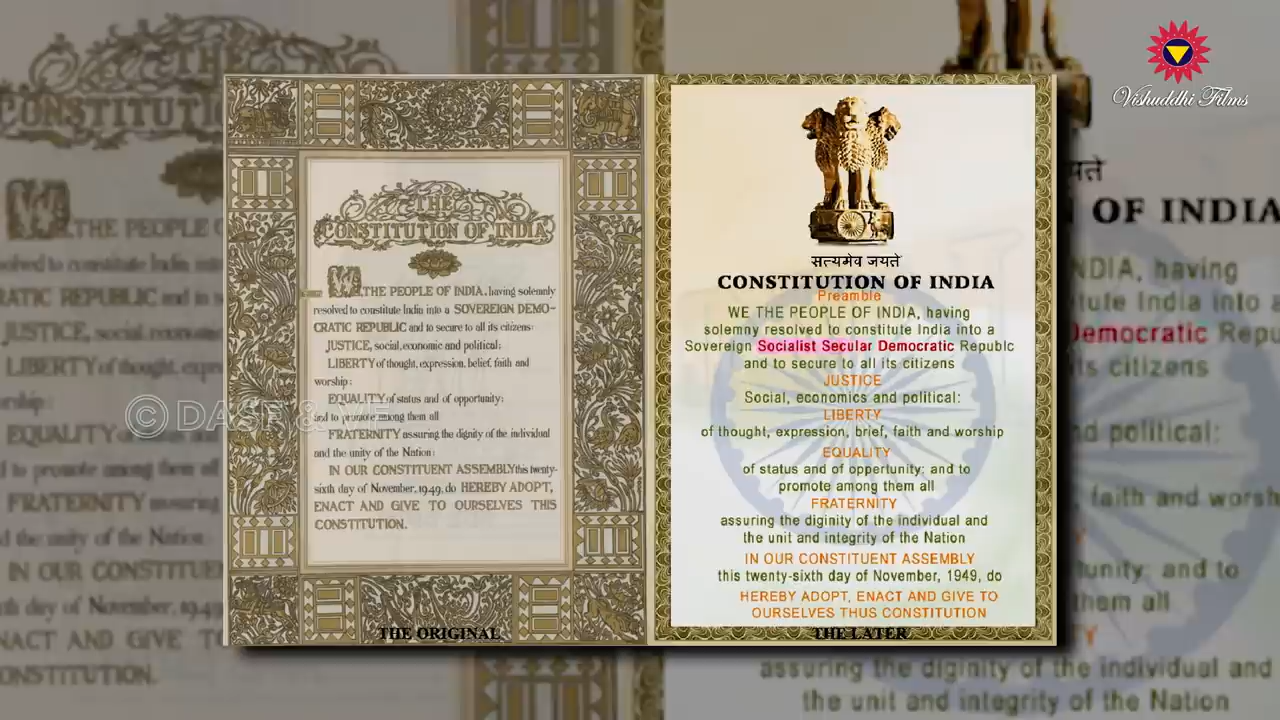 Vishuddhi Films
THE
CONSTITUTION OF INDIA
WE, THE PEOPLE OF INDIA, having solemnly
resolved to constitute India into a SOVEREIGN DEMO-
CRATIC REPUBLIC and to secure to all its citizens:
JUSTICE, social, economic and political;
LIBERTY of thought, expression, belief, faith and
worship;
EQUALITY of status and of opportunity;
and to promote among them all
FRATERNITY assuring the dignity of the individual
and the unity of the Nation;
IN OUR CONSTITUENT ASSEMBLY this twenty-
sixth day of November, 1949, do HEREBY ADOPT,
ENACT AND GIVE TO OURSELVES THIS
CONSTITUTION.
THE ORIGINAL
सत्यमेव जयते
CONSTITUTION OF INDIA
Preamble
WE THE PEOPLE OF INDIA, having
solemny resolved to constitute India into a
Sovereign Socialist Secular Democratic Republc
and to secure to all its citizens
JUSTICE
Social, economics and political:
LIBERTY
of thought, expression, brief, faith and worship
EQUALITY
of status and of opportunity; and to
promote among them all
FRATERNITY
assuring the diginity of the individual and
the unit and integrity of the Nation
IN OUR CONSTITUENT ASSEMBLY
this twenty-sixth day of November, 1949, do
HEREBY ADOPT, ENACT AND GIVE TO
OURSELVES THUS CONSTITUTION
THE LATER